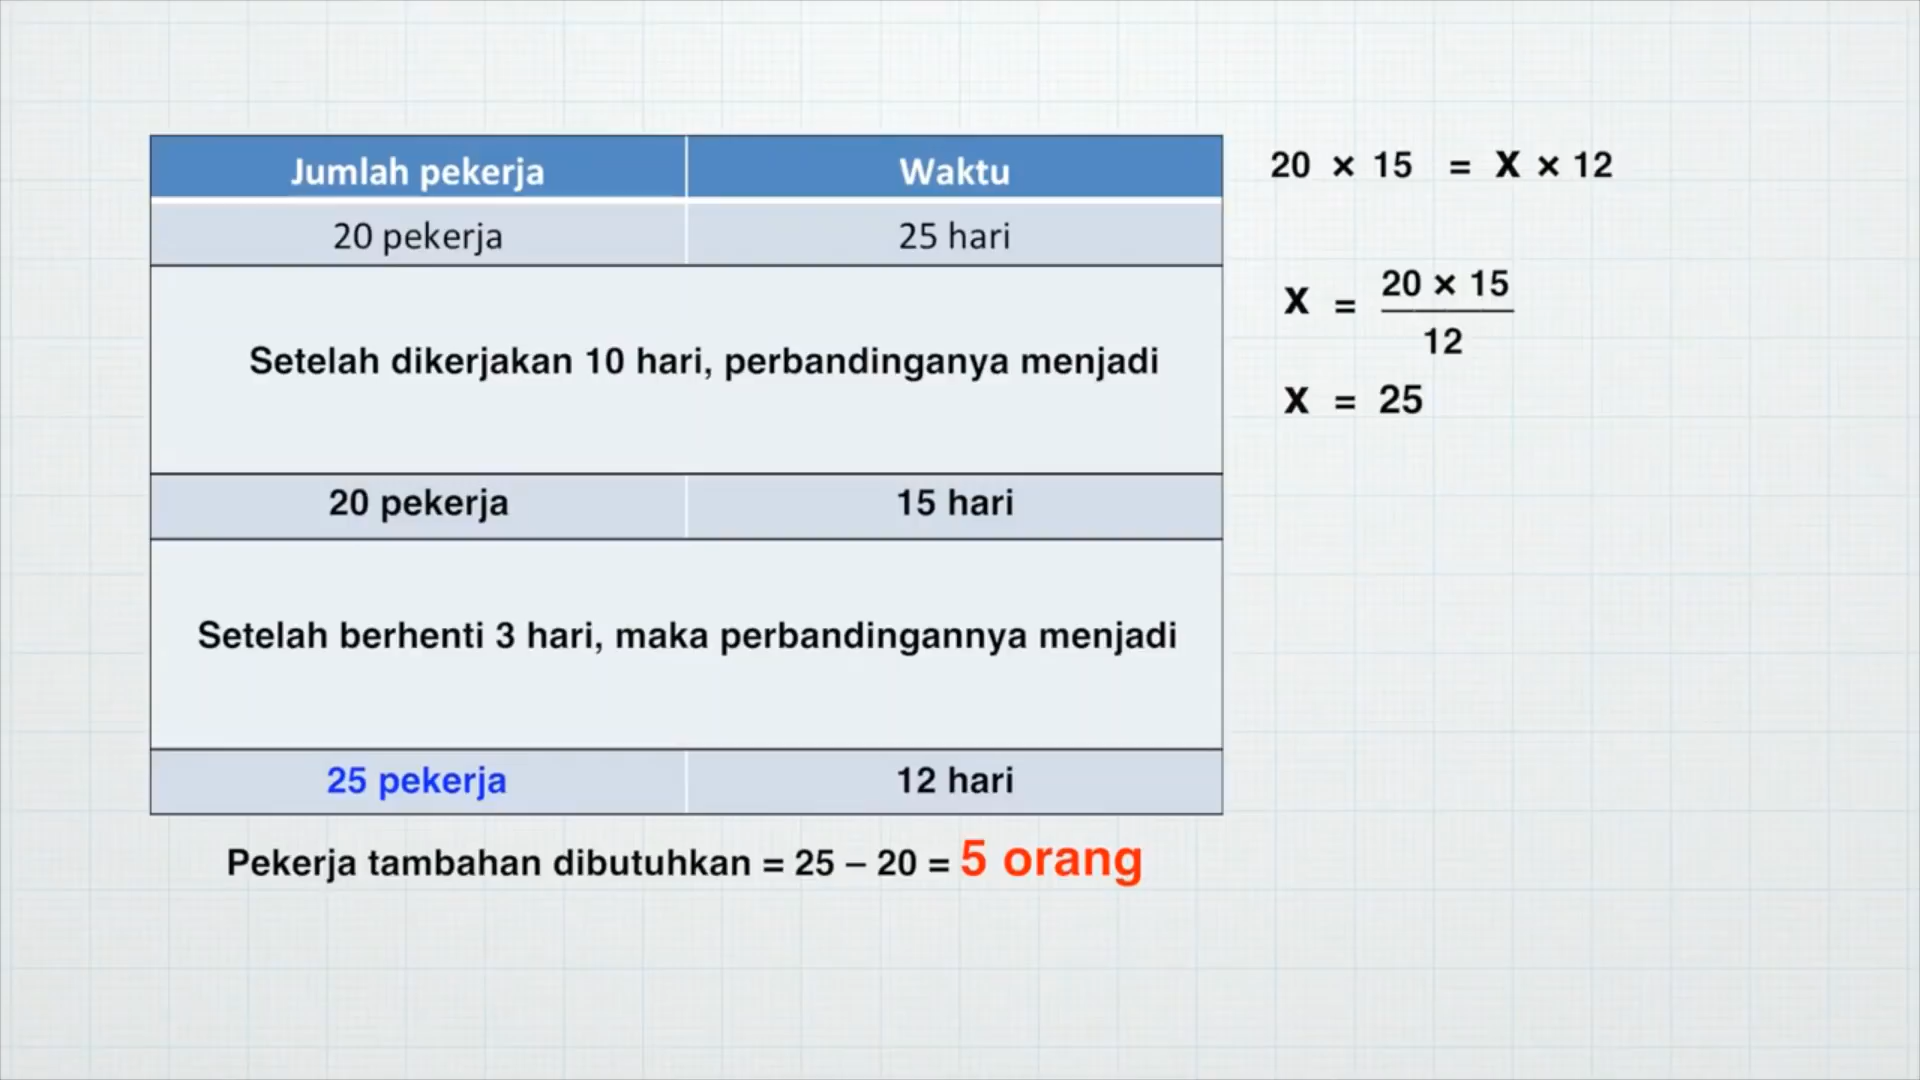 Jumlah pekerja Waktu
20 pekerja 25 hari
Setelah dikerjakan 10 hari, perbandinganya menjadi
20 pekerja 15 hari
Setelah berhenti 3 hari, maka perbandingannya menjadi
25 pekerja 12 hari
Pekerja tambahan dibutuhkan = 25 – 20 = 5 orang
20 × 15 = X × 12
X = 20 × 15
12
X = 25